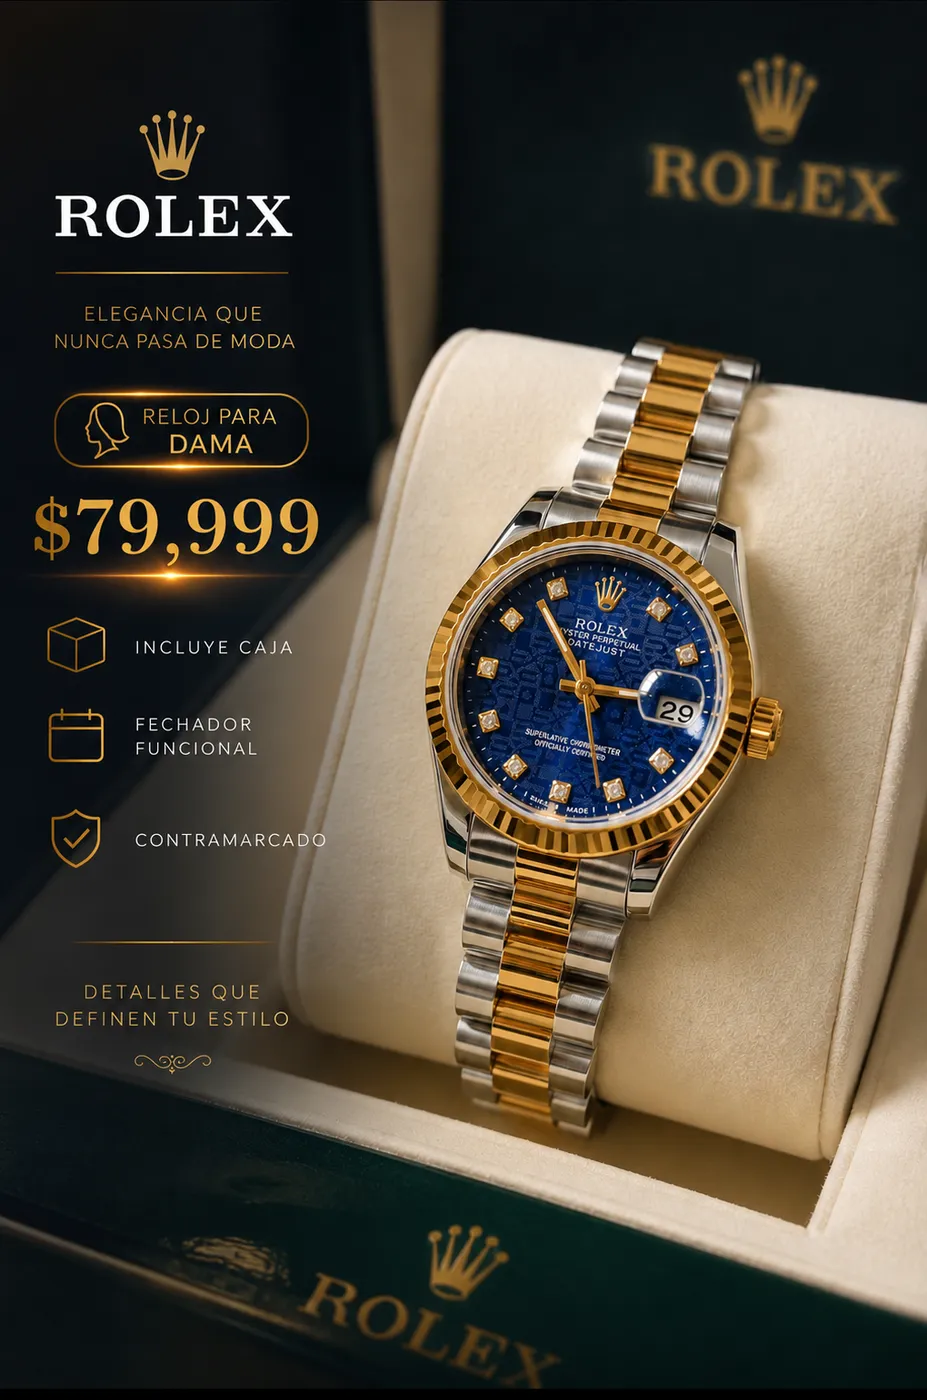 ROLEX
ELEGANCIA QUE
NUNCA PASA DE MODA
RELOJ PARA
DAMA
$79,999
INCLUYE CAJA
FECHADOR
FUNCIONAL
CONTRAMARCADO
DETALLES QUE
DEFINEN TU ESTILO
ROLEX
ROLEX
OYSTER PERPETUAL
DATEJUST
29
SUPERLATIVE CHRONOMETER
OFFICIALLY CERTIFIED
MADE
ROLEX